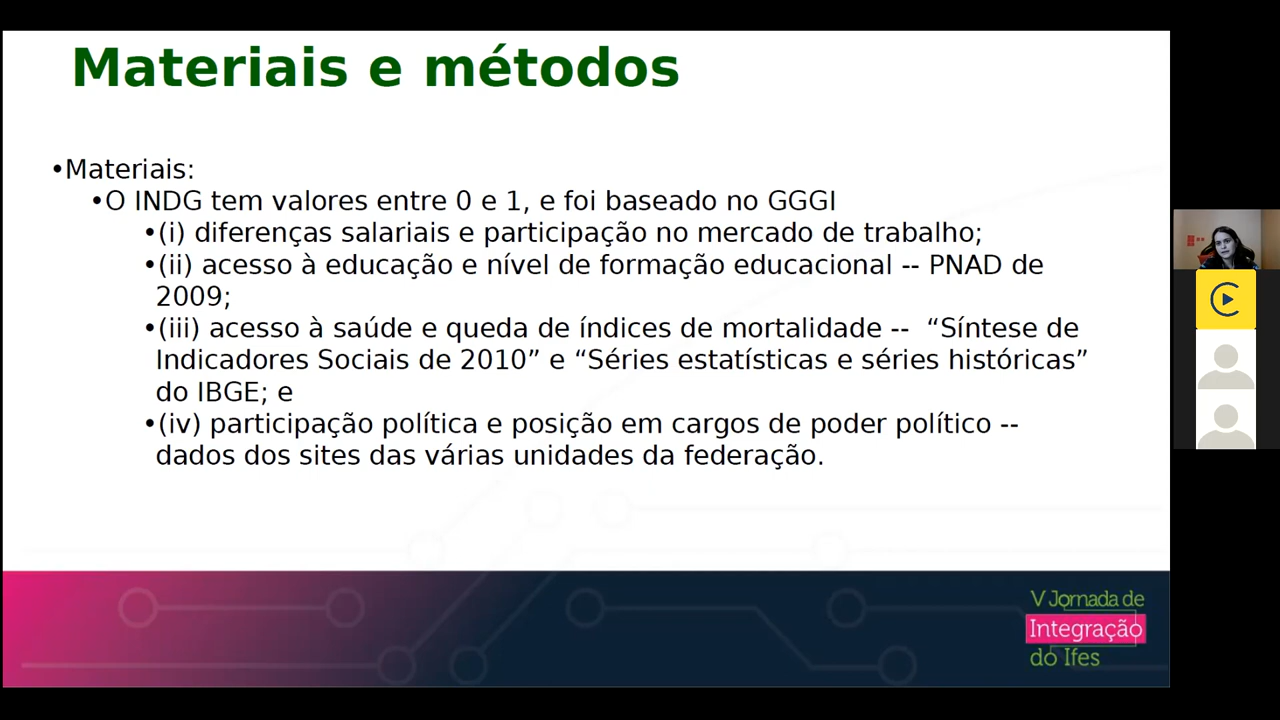 Materiais e métodos
•Materiais:
•O INDG tem valores entre 0 e 1, e foi baseado no GGGI
•(i) diferenças salariais e participação no mercado de trabalho;
•(ii) acesso à educação e nível de formação educacional -- PNAD de
2009;
•(iii) acesso à saúde e queda de índices de mortalidade --  “Síntese de
Indicadores Sociais de 2010” e “Séries estatísticas e séries históricas”
do IBGE; e
•(iv) participação política e posição em cargos de poder político --
dados dos sites das várias unidades da federação.
V Jornada de
Integração
do Ifes